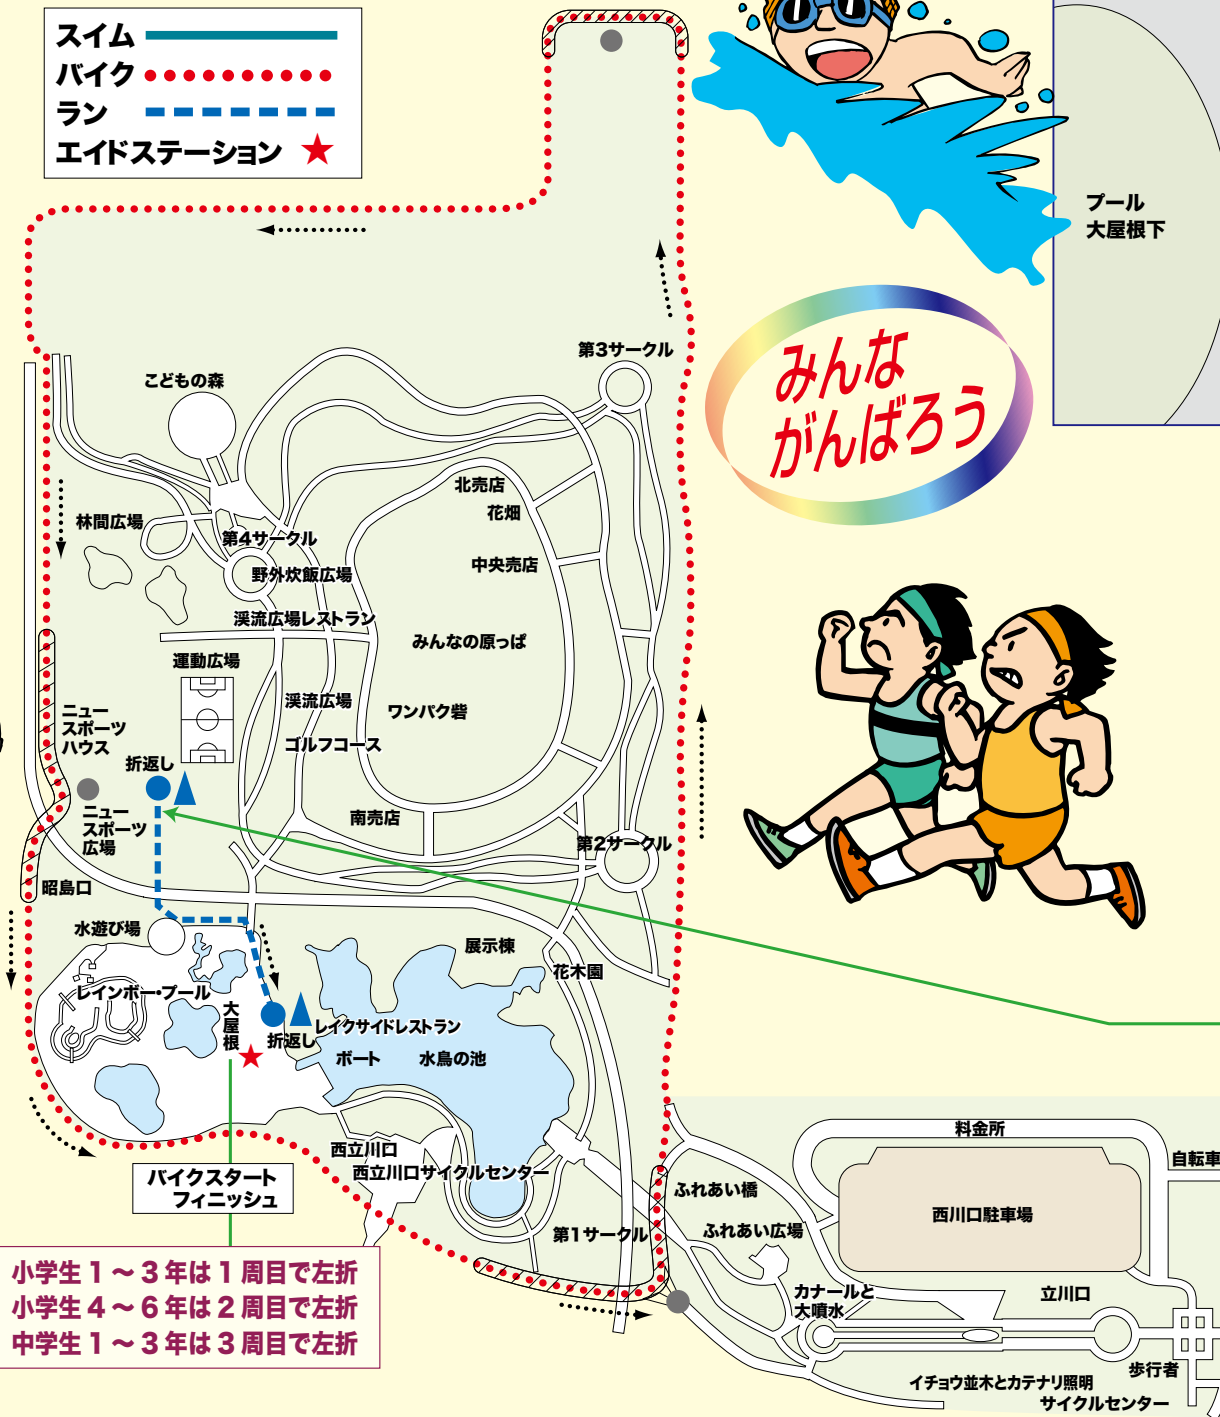 スイム
バイク
ラン
エイドステーション
プール
大屋根下
みんな
がんばろう
第3サークル
こどもの森
北売店
花畑
林間広場
第4サークル
中央売店
野外炊飯広場
渓流広場レストラン
みんなの原っぱ
運動広場
渓流広場
ワンパク砦
ニュー
スポーツ
ハウス
ゴルフコース
折返し
ニュー
スポーツ
広場
南売店
第2サークル
昭島口
水遊び場
展示棟
花木園
レインボー・プール
大屋根
折返し
レイクサイドレストラン
ボート
水鳥の池
西立川口
西立川口サイクルセンター
バイクスタート
フィニッシュ
第1サークル
ふれあい橋
ふれあい広場
料金所
自転車
西川口駐車場
カナールと
大噴水
立川口
歩行者
イチョウ並木とカテナリ照明
サイクルセンター
小学生1~3年は1周目で左折
小学生4~6年は2周目で左折
中学生1~3年は3周目で左折